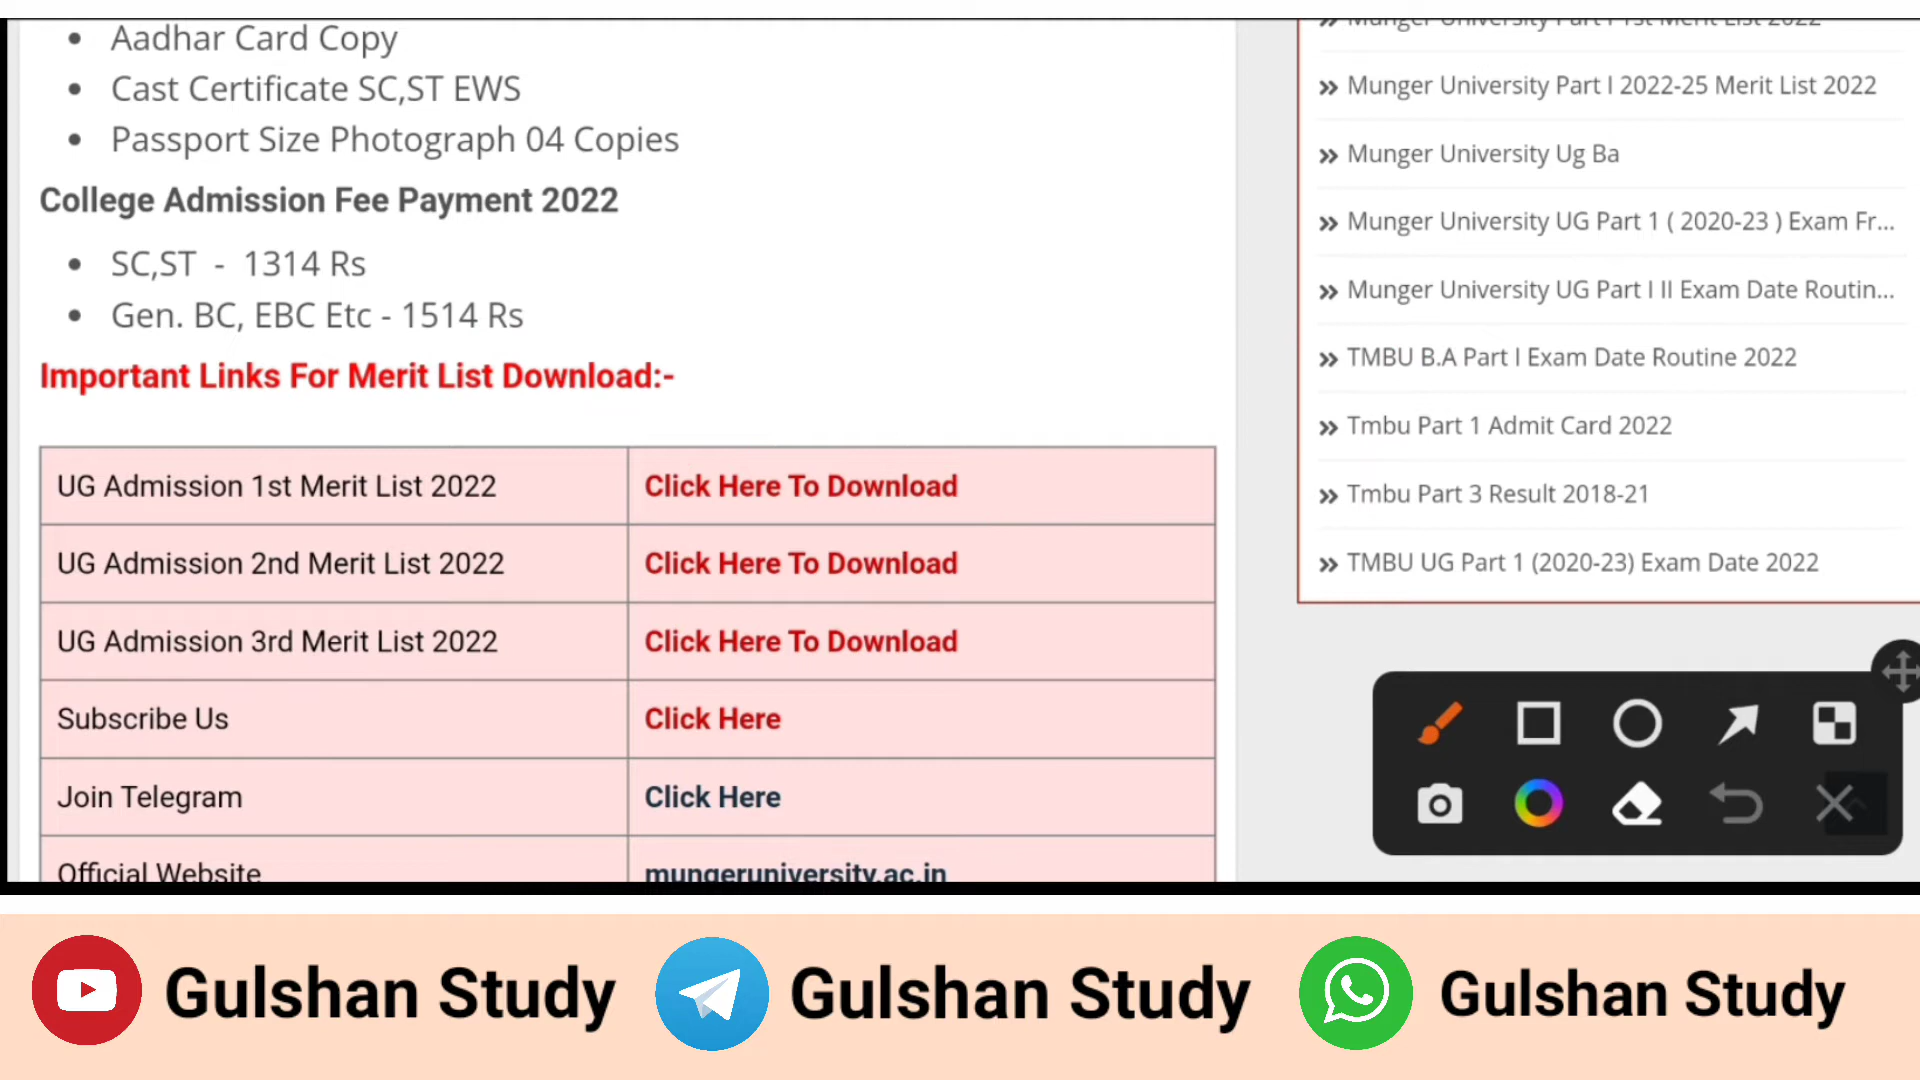 Aadhar Card Copy
Cast Certificate SC,ST EWS
Passport Size Photograph 04 Copies
College Admission Fee Payment 2022
SC,ST - 1314 Rs
Gen. BC, EBC Etc - 1514 Rs
Important Links For Merit List Download:-
UG Admission 1st Merit List 2022 Click Here To Download
UG Admission 2nd Merit List 2022 Click Here To Download
UG Admission 3rd Merit List 2022 Click Here To Download
Subscribe Us Click Here
Join Telegram Click Here
Official Website mungeruniversity.ac.in
» Munger University Part I 1st Merit List 2022
» Munger University Part I 2022-25 Merit List 2022
» Munger University Ug Ba
» Munger University UG Part 1 ( 2020-23 ) Exam Fr...
» Munger University UG Part I II Exam Date Routin...
» TMBU B.A Part I Exam Date Routine 2022
» Tmbu Part 1 Admit Card 2022
» Tmbu Part 3 Result 2018-21
» TMBU UG Part 1 (2020-23) Exam Date 2022
Gulshan Study Gulshan Study Gulshan Study